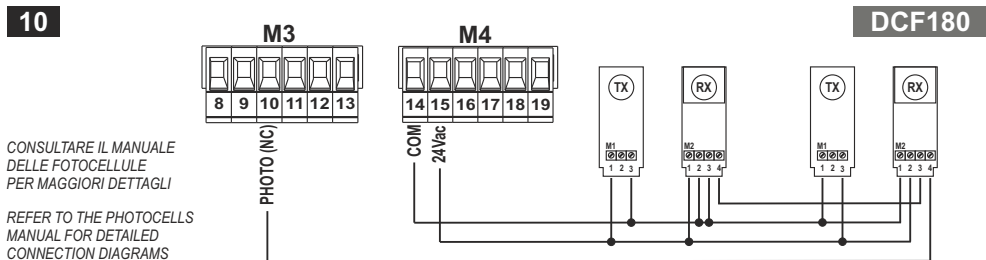 10
DCF180
M3
M4
8 9 10 11 12 13
14 15 16 17 18 19
PHOTO (NC)
COM
24Vac
TX
RX
TX
RX
M1
M2
M1
M2
1 2 3
1 2 3 4
1 2 3
1 2 3 4
CONSULTARE IL MANUALE
DELLE FOTOCELLULE
PER MAGGIORI DETTAGLI
REFER TO THE PHOTOCELLS
MANUAL FOR DETAILED
CONNECTION DIAGRAMS